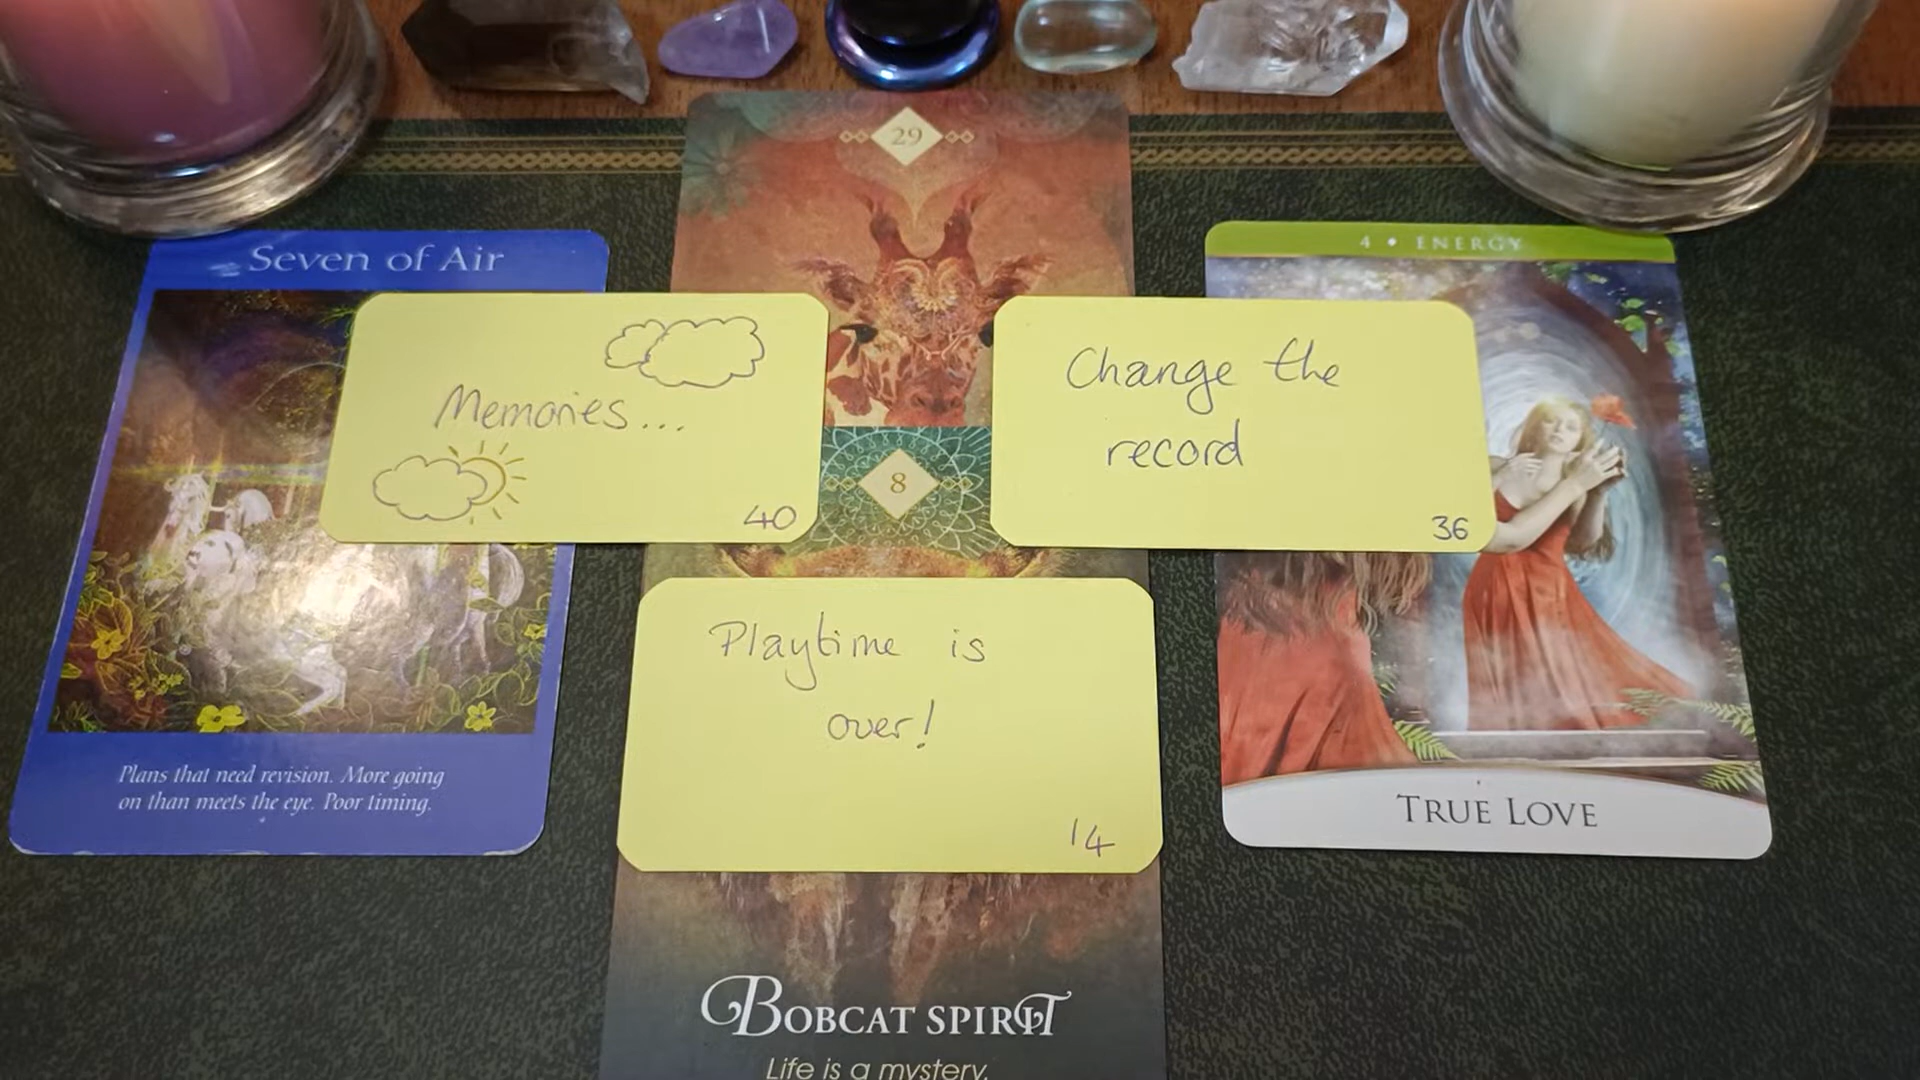 29
Seven of Air
4 • ENERGY
Memories...
40
Change the
record
36
8
Playtime is
over!
14
Plans that need revision. More going
on than meets the eye. Poor timing.
TRUE LOVE
BOBCAT SPIRIT
Life is a mystery.